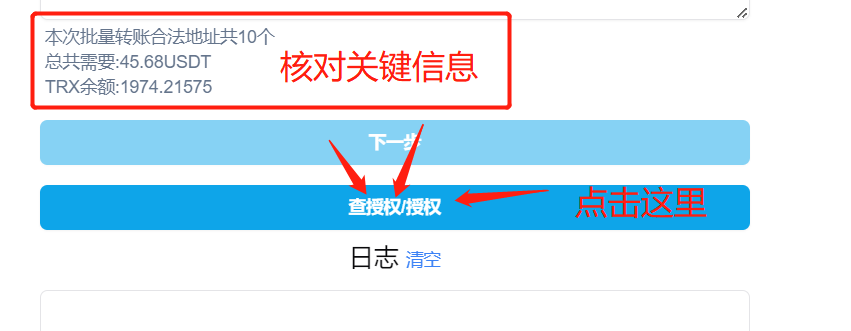 本次批量转账合法地址共10个
总共需要:45.68USDT
TRX余额:1974.21575
核对关键信息
下一步
查授权/授权
点击这里
日志 清空